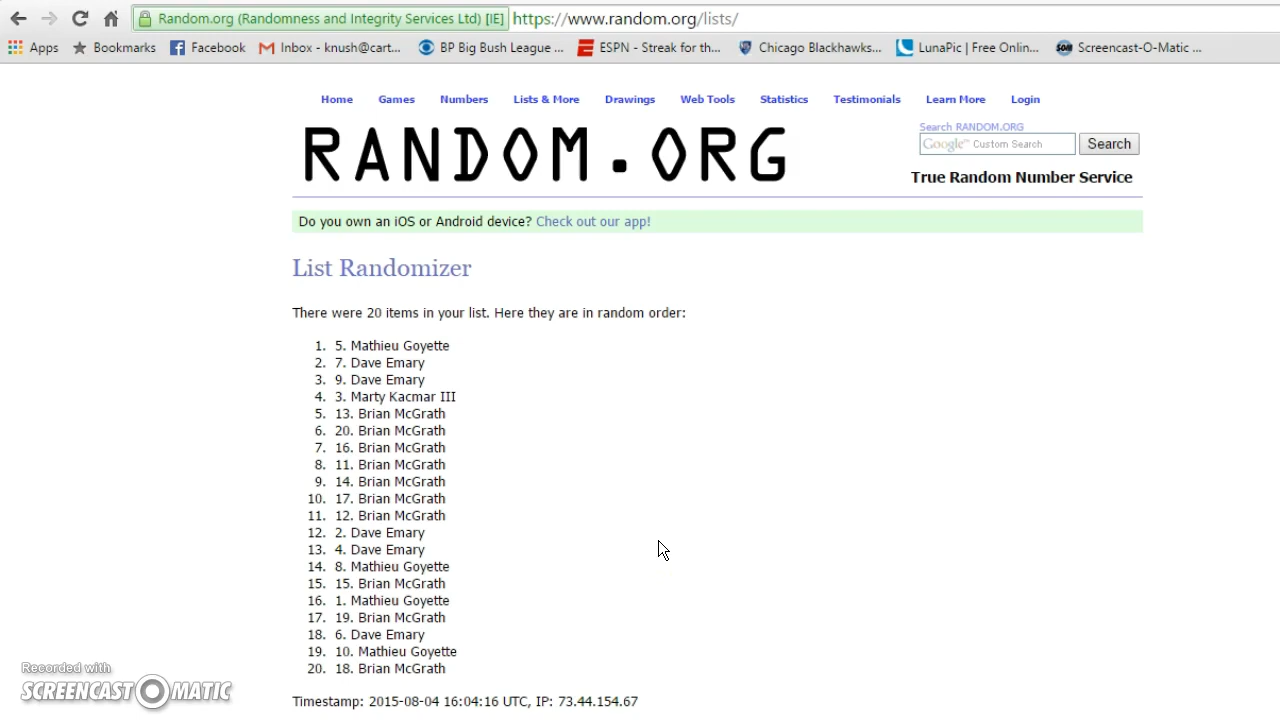 Random.org (Randomness and Integrity Services Ltd) [IE] https://www.random.org/lists/
Apps Bookmarks Facebook Inbox - knush@cart... BP Big Bush League ... ESPN - Streak for th... Chicago Blackhawks... LunaPic | Free Onlin... SOM Screencast-O-Matic ...
Home Games Numbers Lists & More Drawings Web Tools Statistics Testimonials Learn More Login
RANDOM.ORG
Search RANDOM.ORG
Google™ Custom Search Search
True Random Number Service
Do you own an iOS or Android device? Check out our app!
List Randomizer
There were 20 items in your list. Here they are in random order:
1. 5. Mathieu Goyette
2. 7. Dave Emary
3. 9. Dave Emary
4. 3. Marty Kacmar III
5. 13. Brian McGrath
6. 20. Brian McGrath
7. 16. Brian McGrath
8. 11. Brian McGrath
9. 14. Brian McGrath
10. 17. Brian McGrath
11. 12. Brian McGrath
12. 2. Dave Emary
13. 4. Dave Emary
14. 8. Mathieu Goyette
15. 15. Brian McGrath
16. 1. Mathieu Goyette
17. 19. Brian McGrath
18. 6. Dave Emary
19. 10. Mathieu Goyette
20. 18. Brian McGrath
Recorded with
SCREENCAST-O-MATIC
Timestamp: 2015-08-04 16:04:16 UTC, IP: 73.44.154.67